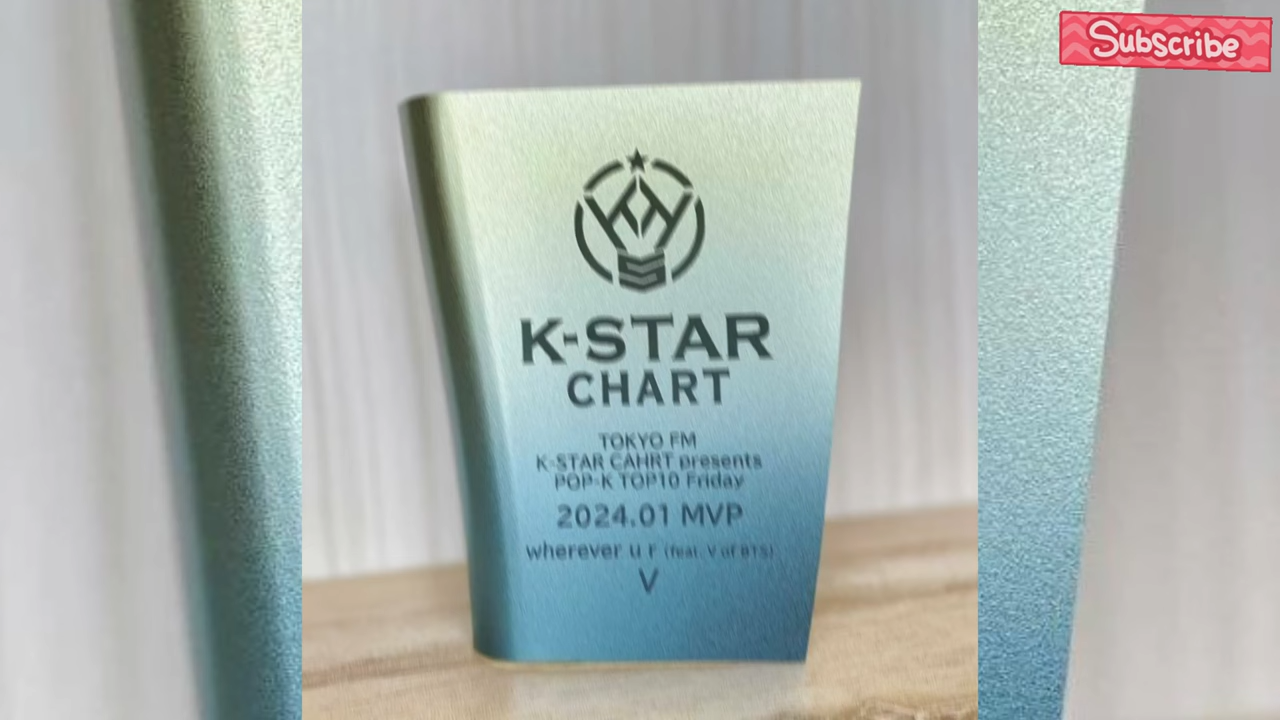 Subscribe
K-STAR
CHART
TOKYO FM
K-STAR CAHRT presents
POP-K TOP10 Friday
2024.01 MVP
wherever u r (feat. V of BTS)
V